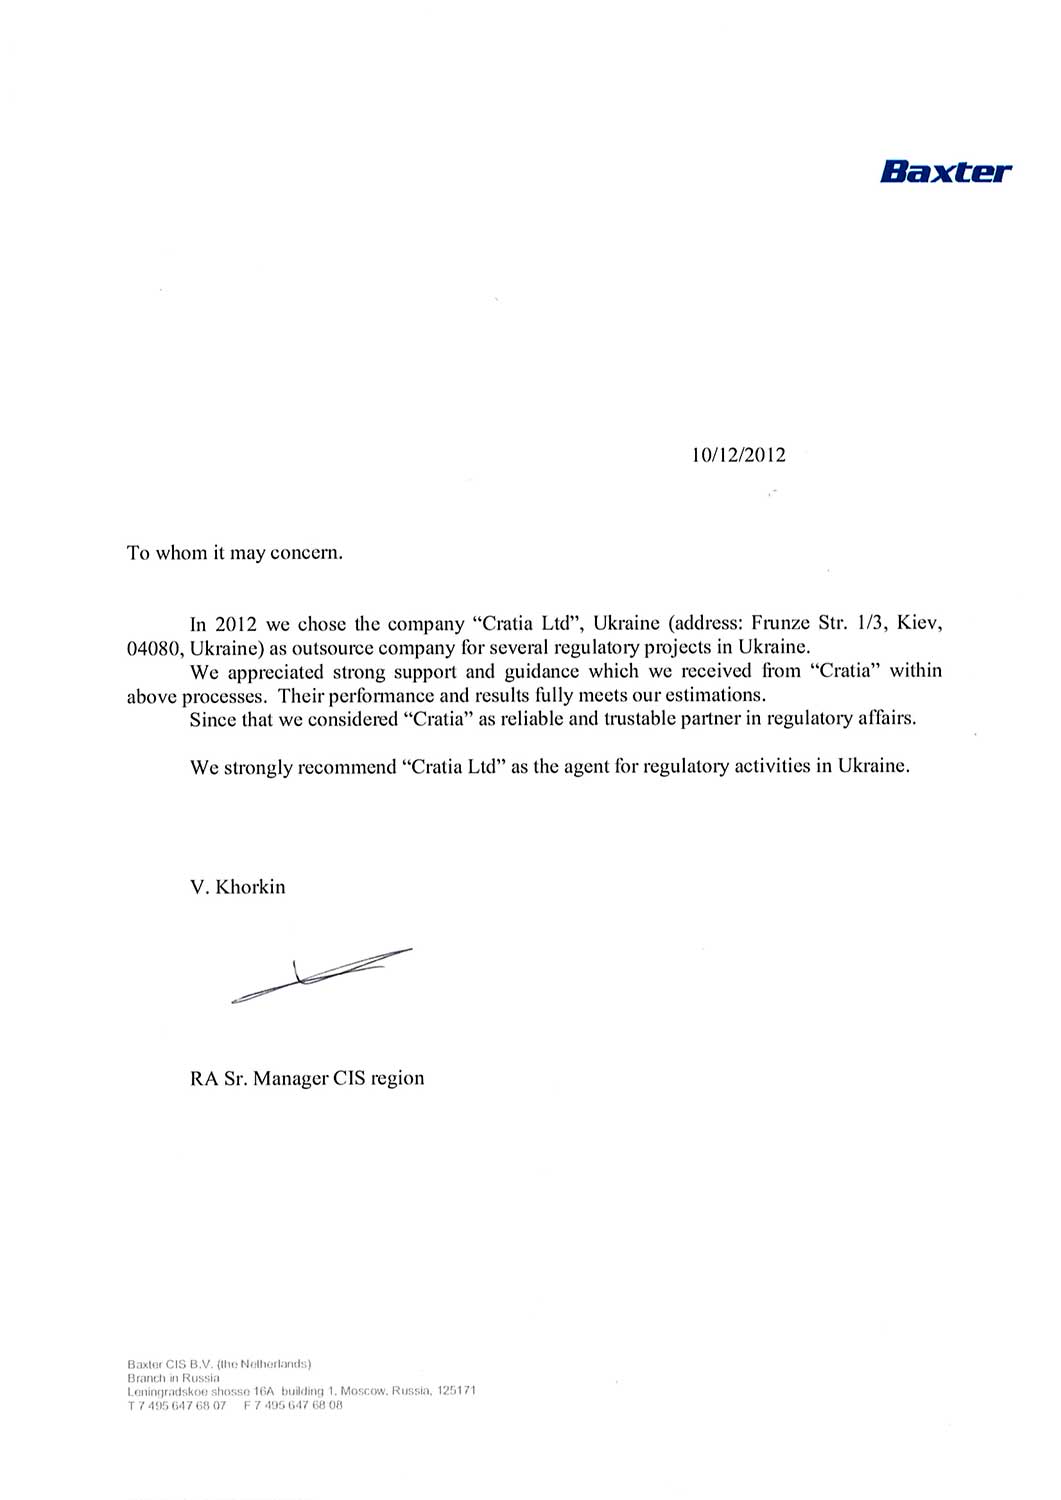 Baxter
10/12/2012
To whom it may concern.
In 2012 we chose the company “Cratia Ltd”, Ukraine (address: Frunze Str. 1/3, Kiev,
04080, Ukraine) as outsource company for several regulatory projects in Ukraine.
We appreciated strong support and guidance which we received from “Cratia” within
above processes. Their performance and results fully meets our estimations.
Since that we considered “Cratia” as reliable and trustable partner in regulatory affairs.
We strongly recommend “Cratia Ltd” as the agent for regulatory activities in Ukraine.
V. Khorkin
RA Sr. Manager CIS region
Baxter CIS B.V. (the Netherlands)
Branch in Russia
Leningradskoe shosse 16A building 1, Moscow, Russia, 125171
T 7 495 647 68 07 F 7 495 647 68 08